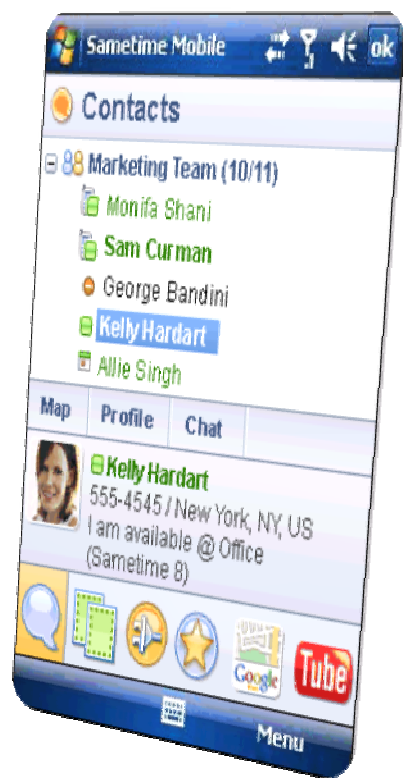 Sametime Mobile ok
Contacts
Marketing Team (10/11)
Monifa Shani
Sam Curman
George Bandini
Kelly Hardart
Allie Singh
Map Profile Chat
Kelly Hardart
555-4545 / New York, NY, US
I am available @ Office
(Sametime 8)
Google
Tube
Menu